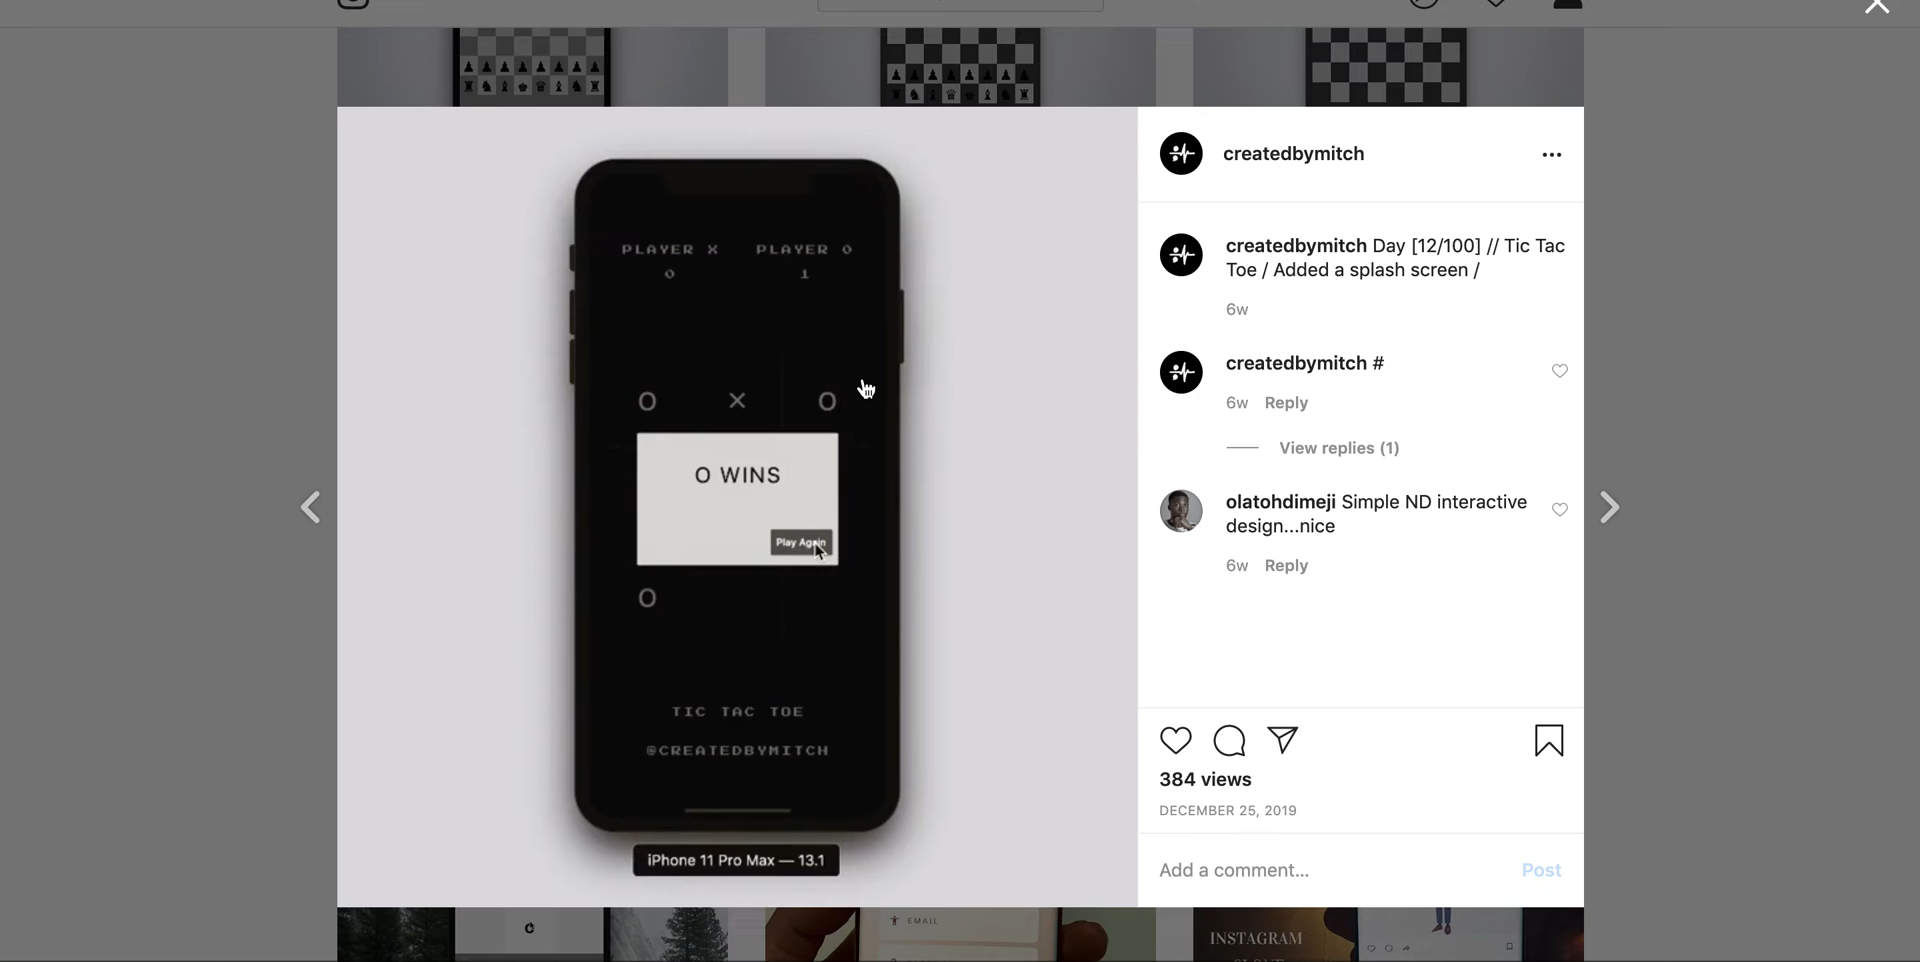 PLAYER X PLAYER O
0 1
O × O
O WINS
Play Again
O
TIC TAC TOE
@CREATEDBYMITCH
iPhone 11 Pro Max — 13.1
createdbymitch
createdbymitch Day [12/100] // Tic Tac
Toe / Added a splash screen /
6w
createdbymitch #
6w Reply
View replies (1)
olatohdimeji Simple ND interactive
design...nice
6w Reply
384 views
DECEMBER 25, 2019
Add a comment... Post
EMAIL
INSTAGRAM